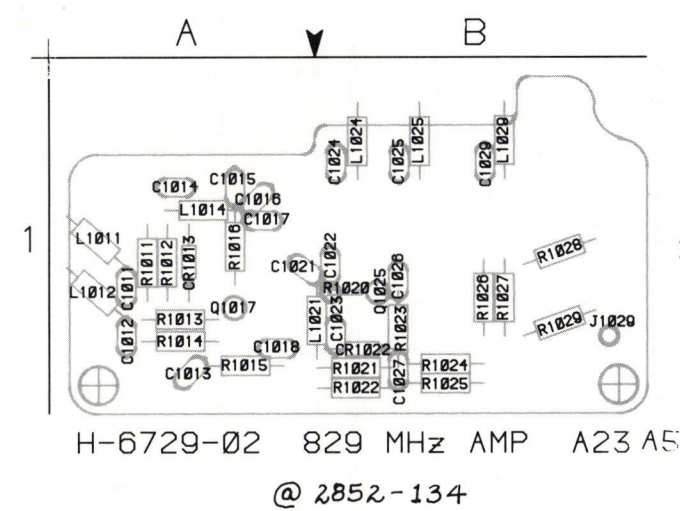 A B
L1024 L1025 L1029
C1024 C1025 C1029
C1014 C1015
C1016
L1014 C1017
1
L1011 R1011 R1012 CR1013 R1016 C1022 R1028
C1021
L1012 C1011 R1020 Q1025 C1026 R1026 R1027
Q1017 L1021 C1023 R1023
R1013 R1029 J1029
C1012 R1014 C1018 CR1022
C1013 R1015 R1021 C1027 R1024
R1022 R1025
H-6729-02 829 MHz AMP A23 A5
@ 2852-134